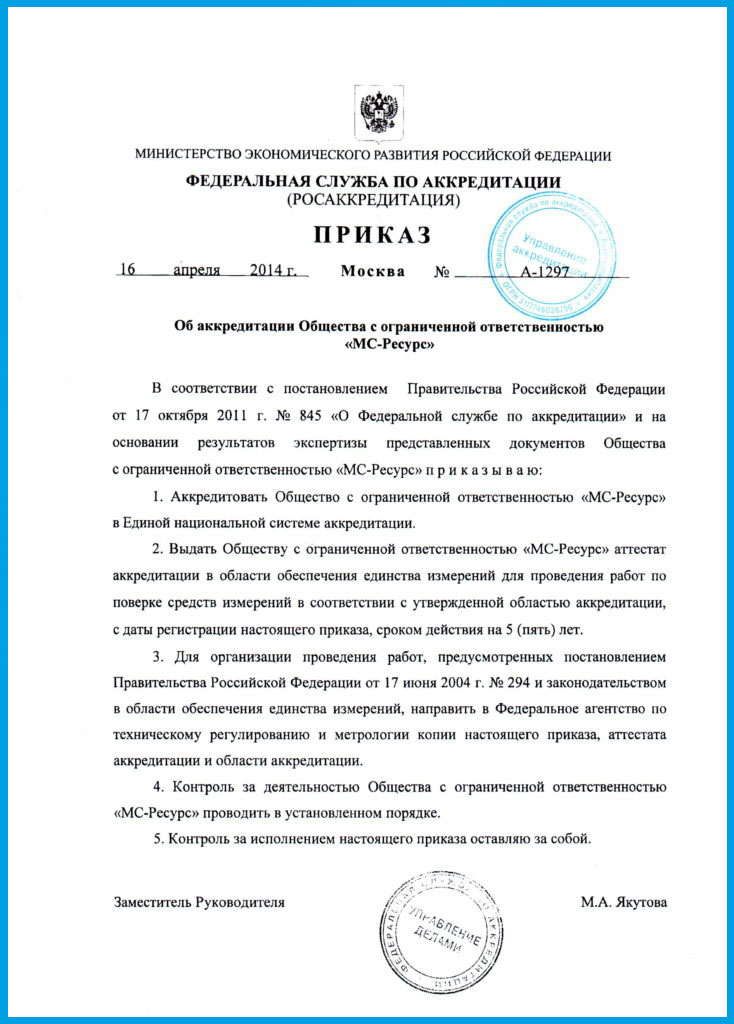 МИНИСТЕРСТВО ЭКОНОМИЧЕСКОГО РАЗВИТИЯ РОССИЙСКОЙ ФЕДЕРАЦИИ
ФЕДЕРАЛЬНАЯ СЛУЖБА ПО АККРЕДИТАЦИИ
(РОСАККРЕДИТАЦИЯ)
ПРИКАЗ
16 апреля 2014 г. Москва № А-1297
Федеральная служба по аккредитации
Управление
аккредитации
Об аккредитации Общества с ограниченной ответственностью
«МС-Ресурс»
В соответствии с постановлением Правительства Российской Федерации
от 17 октября 2011 г. № 845 «О Федеральной службе по аккредитации» и на
основании результатов экспертизы представленных документов Общества
с ограниченной ответственностью «МС-Ресурс» п р и к а з ы в а ю:
1. Аккредитовать Общество с ограниченной ответственностью «МС-Ресурс»
в Единой национальной системе аккредитации.
2. Выдать Обществу с ограниченной ответственностью «МС-Ресурс» аттестат
аккредитации в области обеспечения единства измерений для проведения работ по
поверке средств измерений в соответствии с утвержденной областью аккредитации,
с даты регистрации настоящего приказа, сроком действия на 5 (пять) лет.
3. Для организации проведения работ, предусмотренных постановлением
Правительства Российской Федерации от 17 июня 2004 г. № 294 и законодательством
в области обеспечения единства измерений, направить в Федеральное агентство по
техническому регулированию и метрологии копии настоящего приказа, аттестата
аккредитации и области аккредитации.
4. Контроль за деятельностью Общества с ограниченной ответственностью
«МС-Ресурс» проводить в установленном порядке.
5. Контроль за исполнением настоящего приказа оставляю за собой.
Заместитель Руководителя М.А. Якутова
ФЕДЕРАЛЬНАЯ СЛУЖБА ПО АККРЕДИТАЦИИ
УПРАВЛЕНИЕ
ДЕЛАМИ